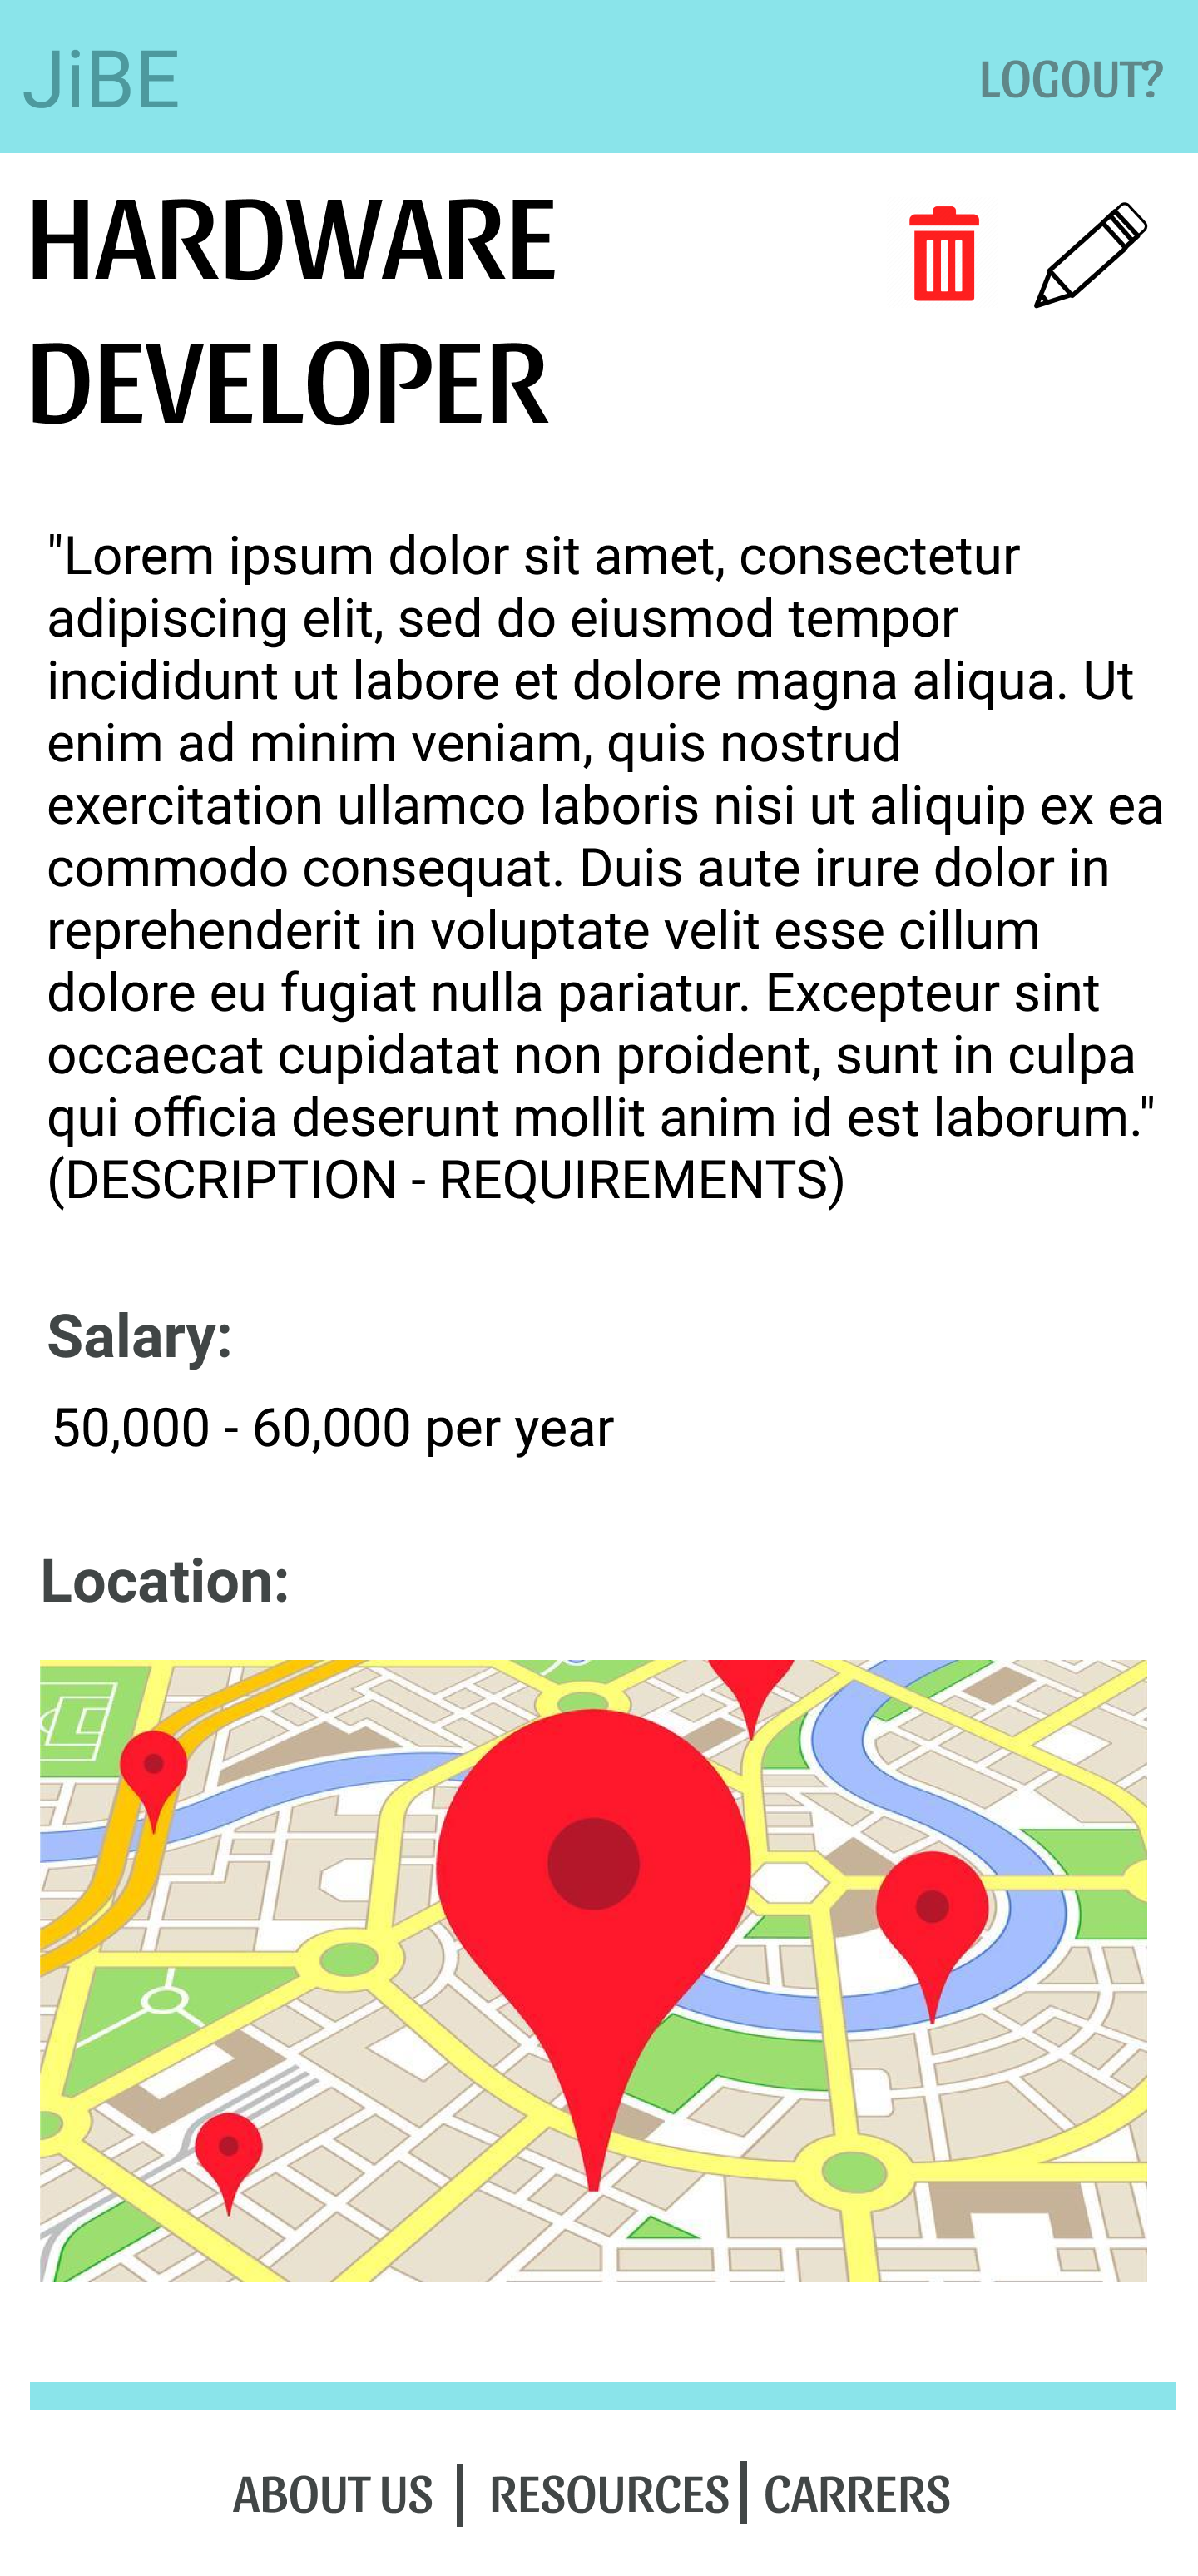 JiBE
LOGOUT?
HARDWARE
DEVELOPER
"Lorem ipsum dolor sit amet, consectetur
adipiscing elit, sed do eiusmod tempor
incididunt ut labore et dolore magna aliqua. Ut
enim ad minim veniam, quis nostrud
exercitation ullamco laboris nisi ut aliquip ex ea
commodo consequat. Duis aute irure dolor in
reprehenderit in voluptate velit esse cillum
dolore eu fugiat nulla pariatur. Excepteur sint
occaecat cupidatat non proident, sunt in culpa
qui officia deserunt mollit anim id est laborum."
(DESCRIPTION - REQUIREMENTS)
Salary:
50,000 - 60,000 per year
Location:
ABOUT US | RESOURCES | CARRERS